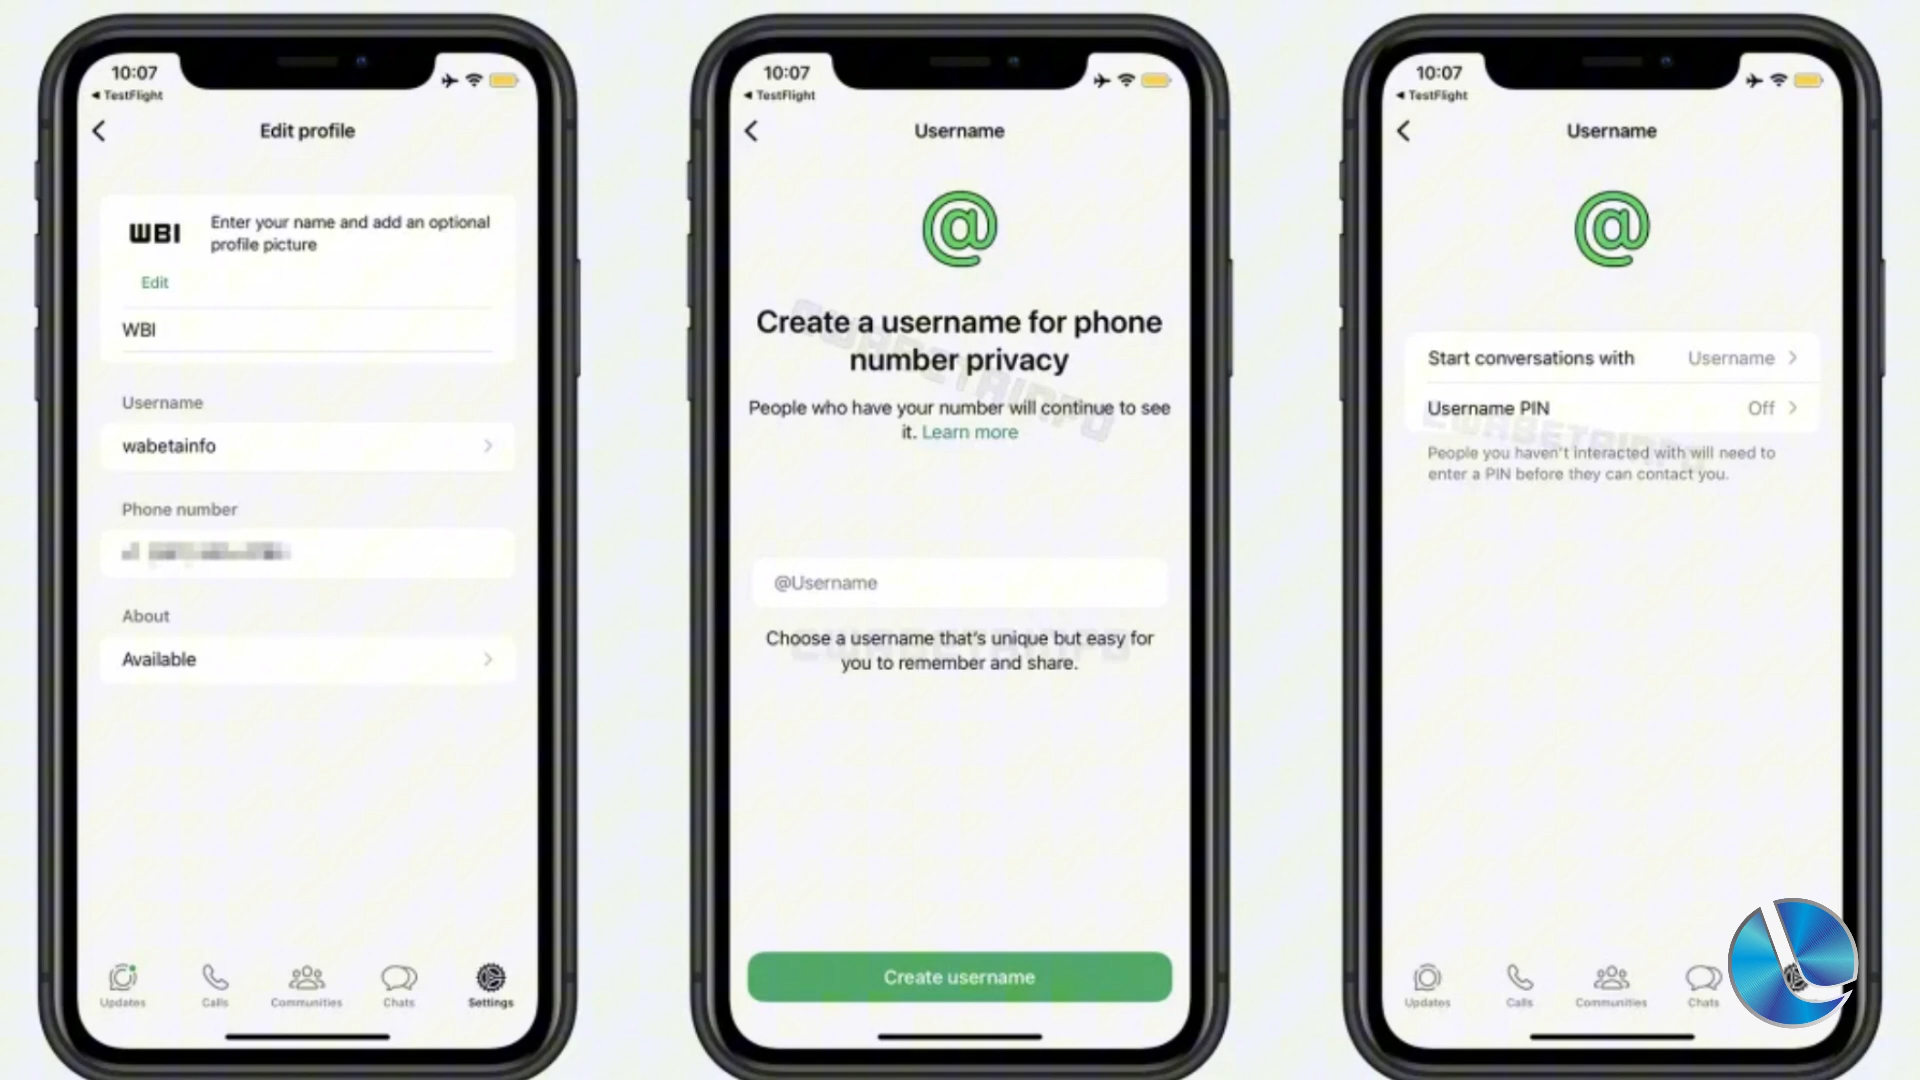 10:07
TestFlight
Edit profile
WBI
Enter your name and add an optional
profile picture
Edit
WBI
Username
wabetainfo
Phone number
About
Available
Updates
Calls
Communities
Chats
Settings
10:07
TestFlight
Username
@
Create a username for phone
number privacy
People who have your number will continue to see
it. Learn more
@Username
Choose a username that's unique but easy for
you to remember and share.
Create username
10:07
TestFlight
Username
@
Start conversations with Username
Username PIN Off
People you haven't interacted with will need to
enter a PIN before they can contact you.
Updates
Calls
Communities
Chats